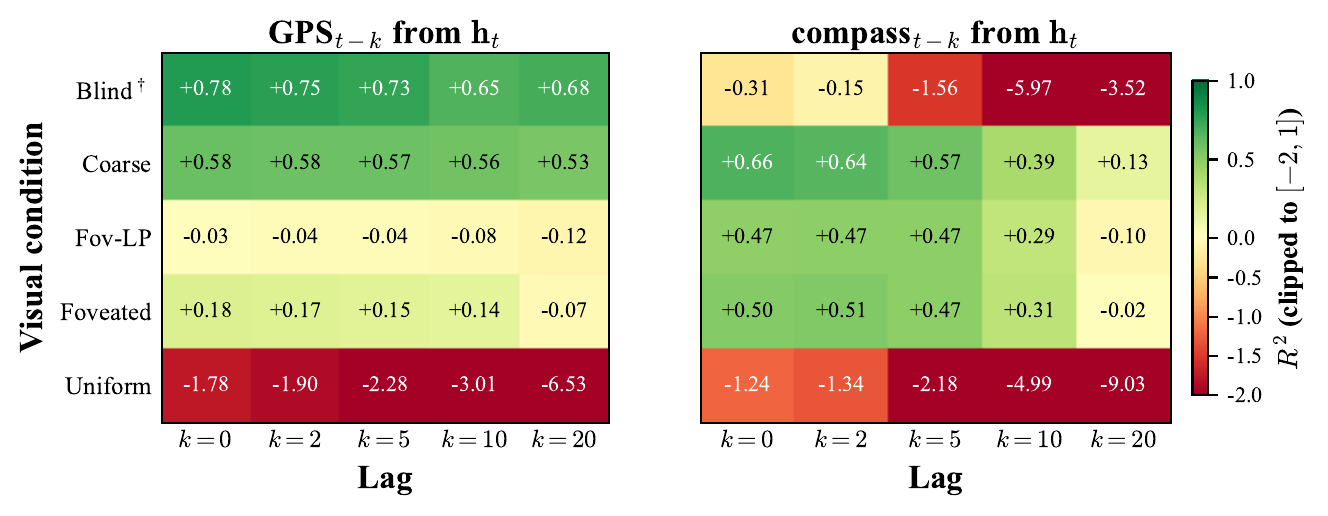 GPS_{t-k} from h_t
compass_{t-k} from h_t
Visual condition
Blind †
+0.78 +0.75 +0.73 +0.65 +0.68
-0.31 -0.15 -1.56 -5.97 -3.52
Coarse
+0.58 +0.58 +0.57 +0.56 +0.53
+0.66 +0.64 +0.57 +0.39 +0.13
Fov-LP
-0.03 -0.04 -0.04 -0.08 -0.12
+0.47 +0.47 +0.47 +0.29 -0.10
Foveated
+0.18 +0.17 +0.15 +0.14 -0.07
+0.50 +0.51 +0.47 +0.31 -0.02
Uniform
-1.78 -1.90 -2.28 -3.01 -6.53
-1.24 -1.34 -2.18 -4.99 -9.03
k = 0 k = 2 k = 5 k = 10 k = 20
k = 0 k = 2 k = 5 k = 10 k = 20
Lag
Lag
1.0
0.5
0.0
-0.5
-1.0
-1.5
-2.0
R² (clipped to [−2, 1])